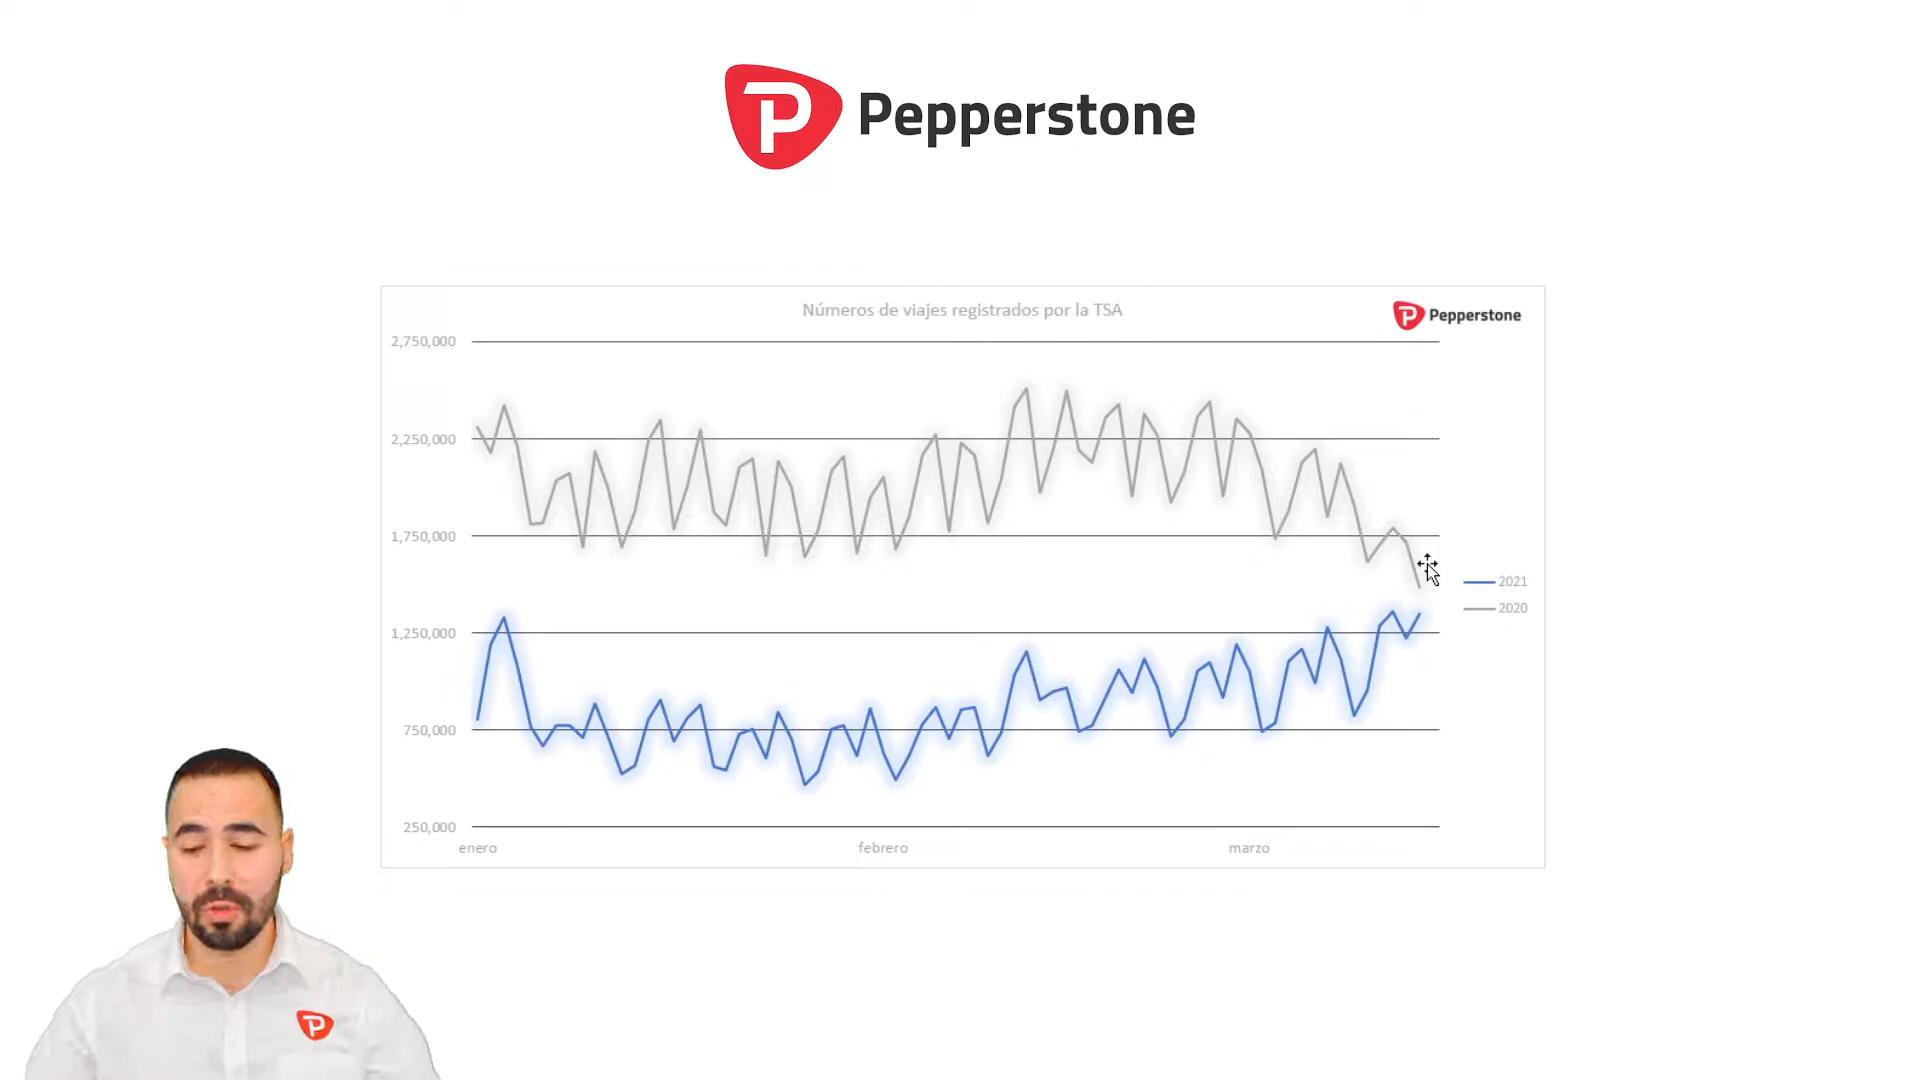 Pepperstone
Números de viajes registrados por la TSA
Pepperstone
2,750,000
2,250,000
1,750,000
1,250,000
750,000
250,000
enero
febrero
marzo
2021
2020
P